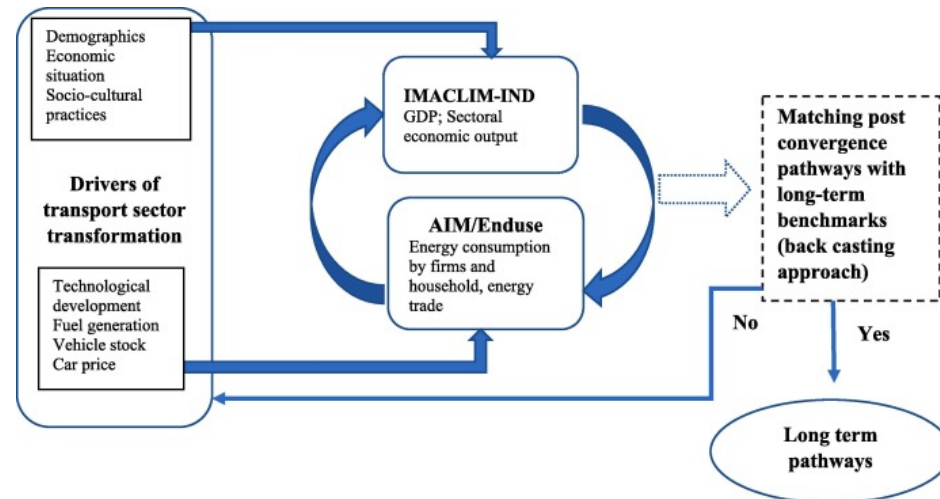 Demographics
Economic
situation
Socio-cultural
practices
Drivers of
transport sector
transformation
Technological
development
Fuel generation
Vehicle stock
Car price
IMACLIM-IND
GDP; Sectoral
economic output
AIM/Enduse
Energy consumption
by firms and
household, energy
trade
Matching post
convergence
pathways with
long-term
benchmarks
(back casting
approach)
No
Yes
Long term
pathways